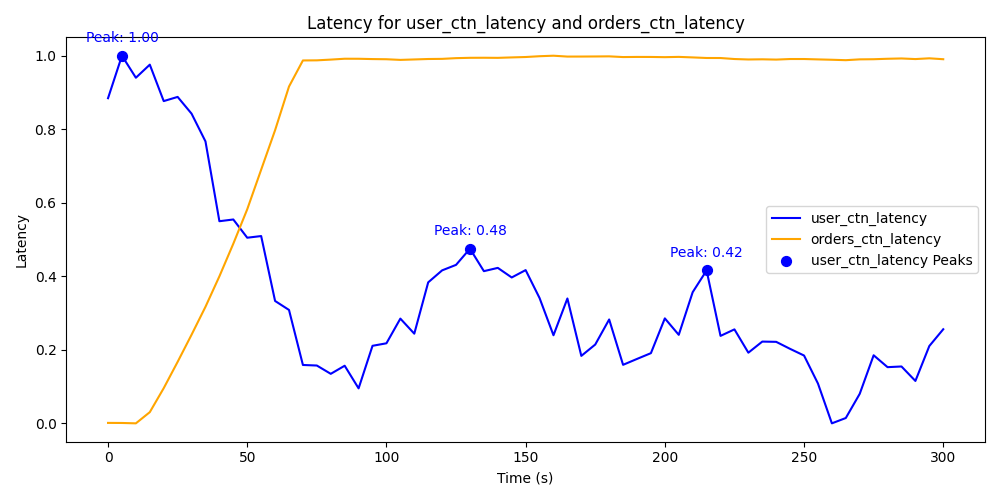 Latency for user_ctn_latency and orders_ctn_latency
Peak: 1.00
Peak: 0.48
Peak: 0.42
Latency
1.0
0.8
0.6
0.4
0.2
0.0
user_ctn_latency
orders_ctn_latency
user_ctn_latency Peaks
0 50 100 150 200 250 300
Time (s)